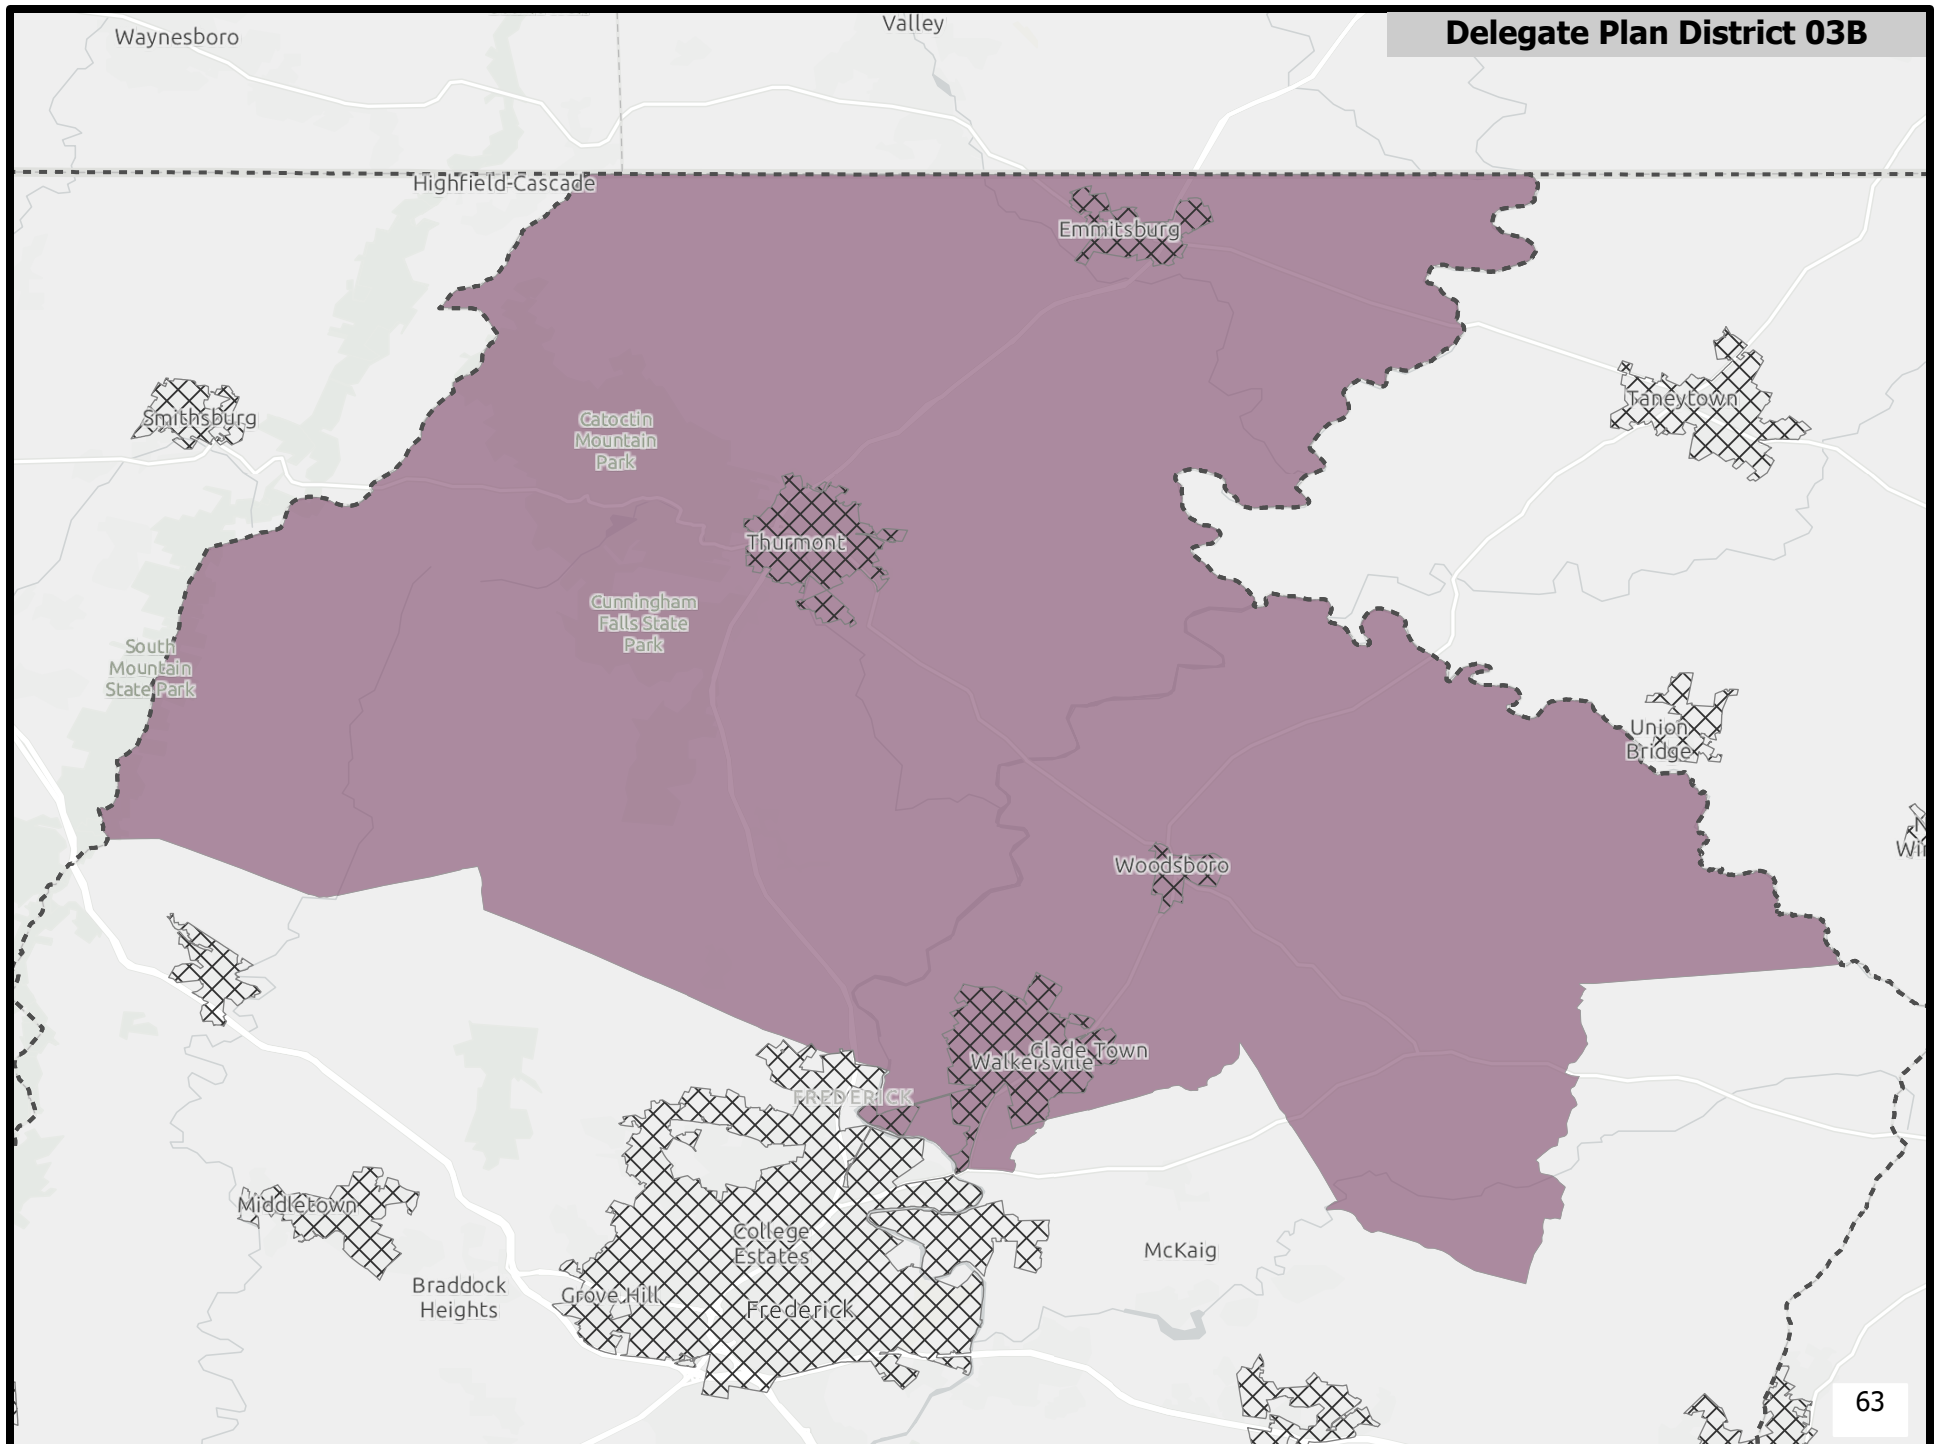 Waynesboro
Valley
Delegate Plan District 03B
Highfield-Cascade
Emmitsburg
Smithsburg
Taneytown
Catoctin
Mountain
Park
Thurmont
Cunningham
Falls State
Park
South
Mountain
State Park
Union
Bridge
Woodsboro
N
Win
Glade Town
Walkersville
FREDERICK
Middletown
College
Estates
McKaig
Braddock
Heights
Grove Hill
Frederick
63